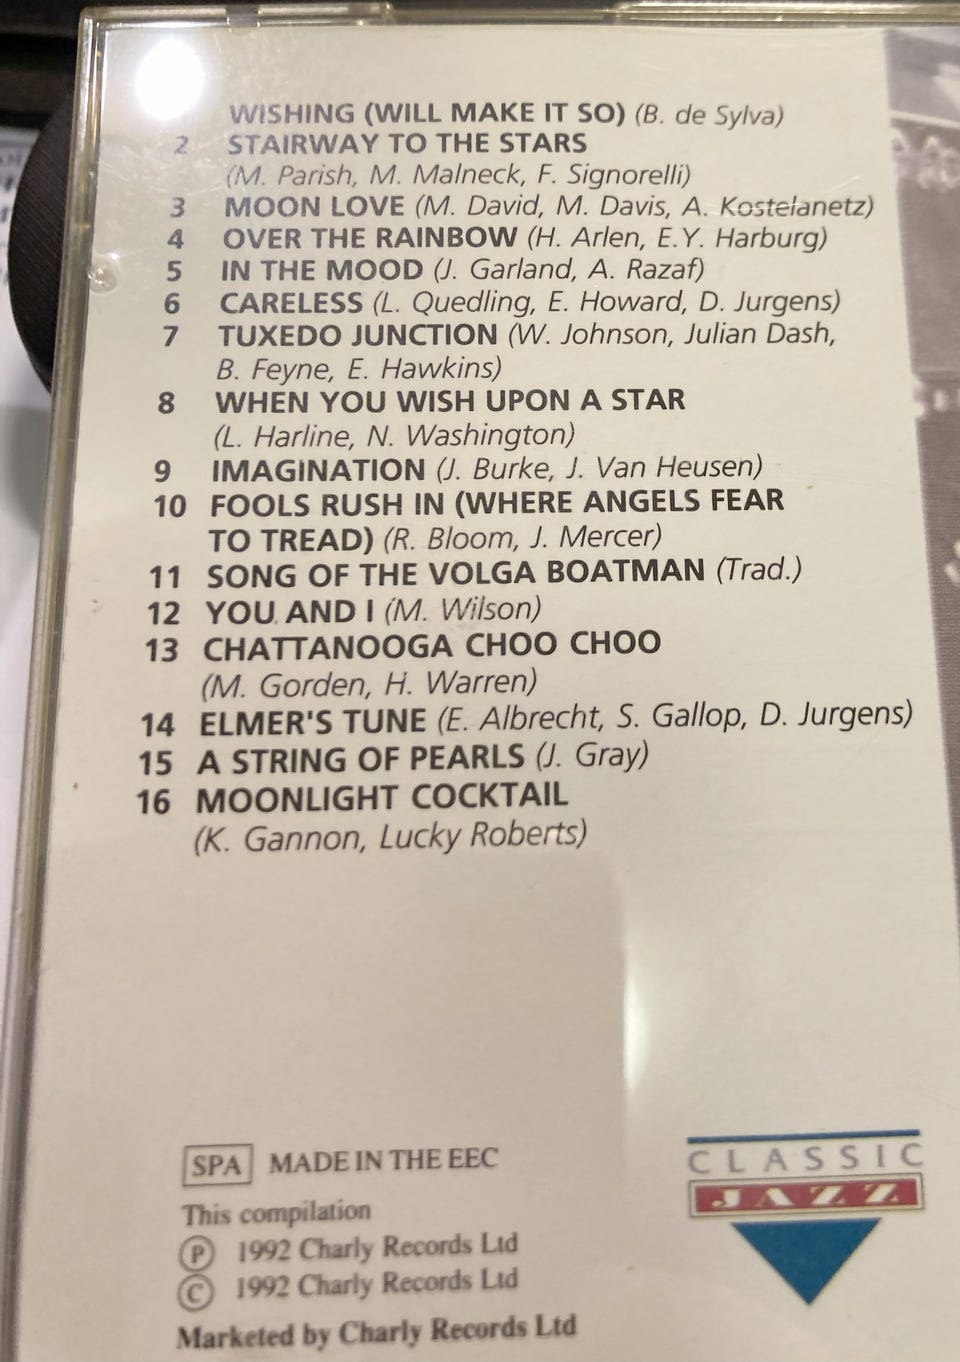 WISHING (WILL MAKE IT SO) (B. de Sylva)
2 STAIRWAY TO THE STARS
(M. Parish, M. Malneck, F. Signorelli)
3 MOON LOVE (M. David, M. Davis, A. Kostelanetz)
4 OVER THE RAINBOW (H. Arlen, E.Y. Harburg)
5 IN THE MOOD (J. Garland, A. Razaf)
6 CARELESS (L. Quedling, E. Howard, D. Jurgens)
7 TUXEDO JUNCTION (W. Johnson, Julian Dash,
B. Feyne, E. Hawkins)
8 WHEN YOU WISH UPON A STAR
(L. Harline, N. Washington)
9 IMAGINATION (J. Burke, J. Van Heusen)
10 FOOLS RUSH IN (WHERE ANGELS FEAR
TO TREAD) (R. Bloom, J. Mercer)
11 SONG OF THE VOLGA BOATMAN (Trad.)
12 YOU AND I (M. Wilson)
13 CHATTANOOGA CHOO CHOO
(M. Gorden, H. Warren)
14 ELMER'S TUNE (E. Albrecht, S. Gallop, D. Jurgens)
15 A STRING OF PEARLS (J. Gray)
16 MOONLIGHT COCKTAIL
(K. Gannon, Lucky Roberts)
SPA MADE IN THE EEC
This compilation
Ⓟ 1992 Charly Records Ltd
© 1992 Charly Records Ltd
Marketed by Charly Records Ltd
CLASSIC
JAZZ